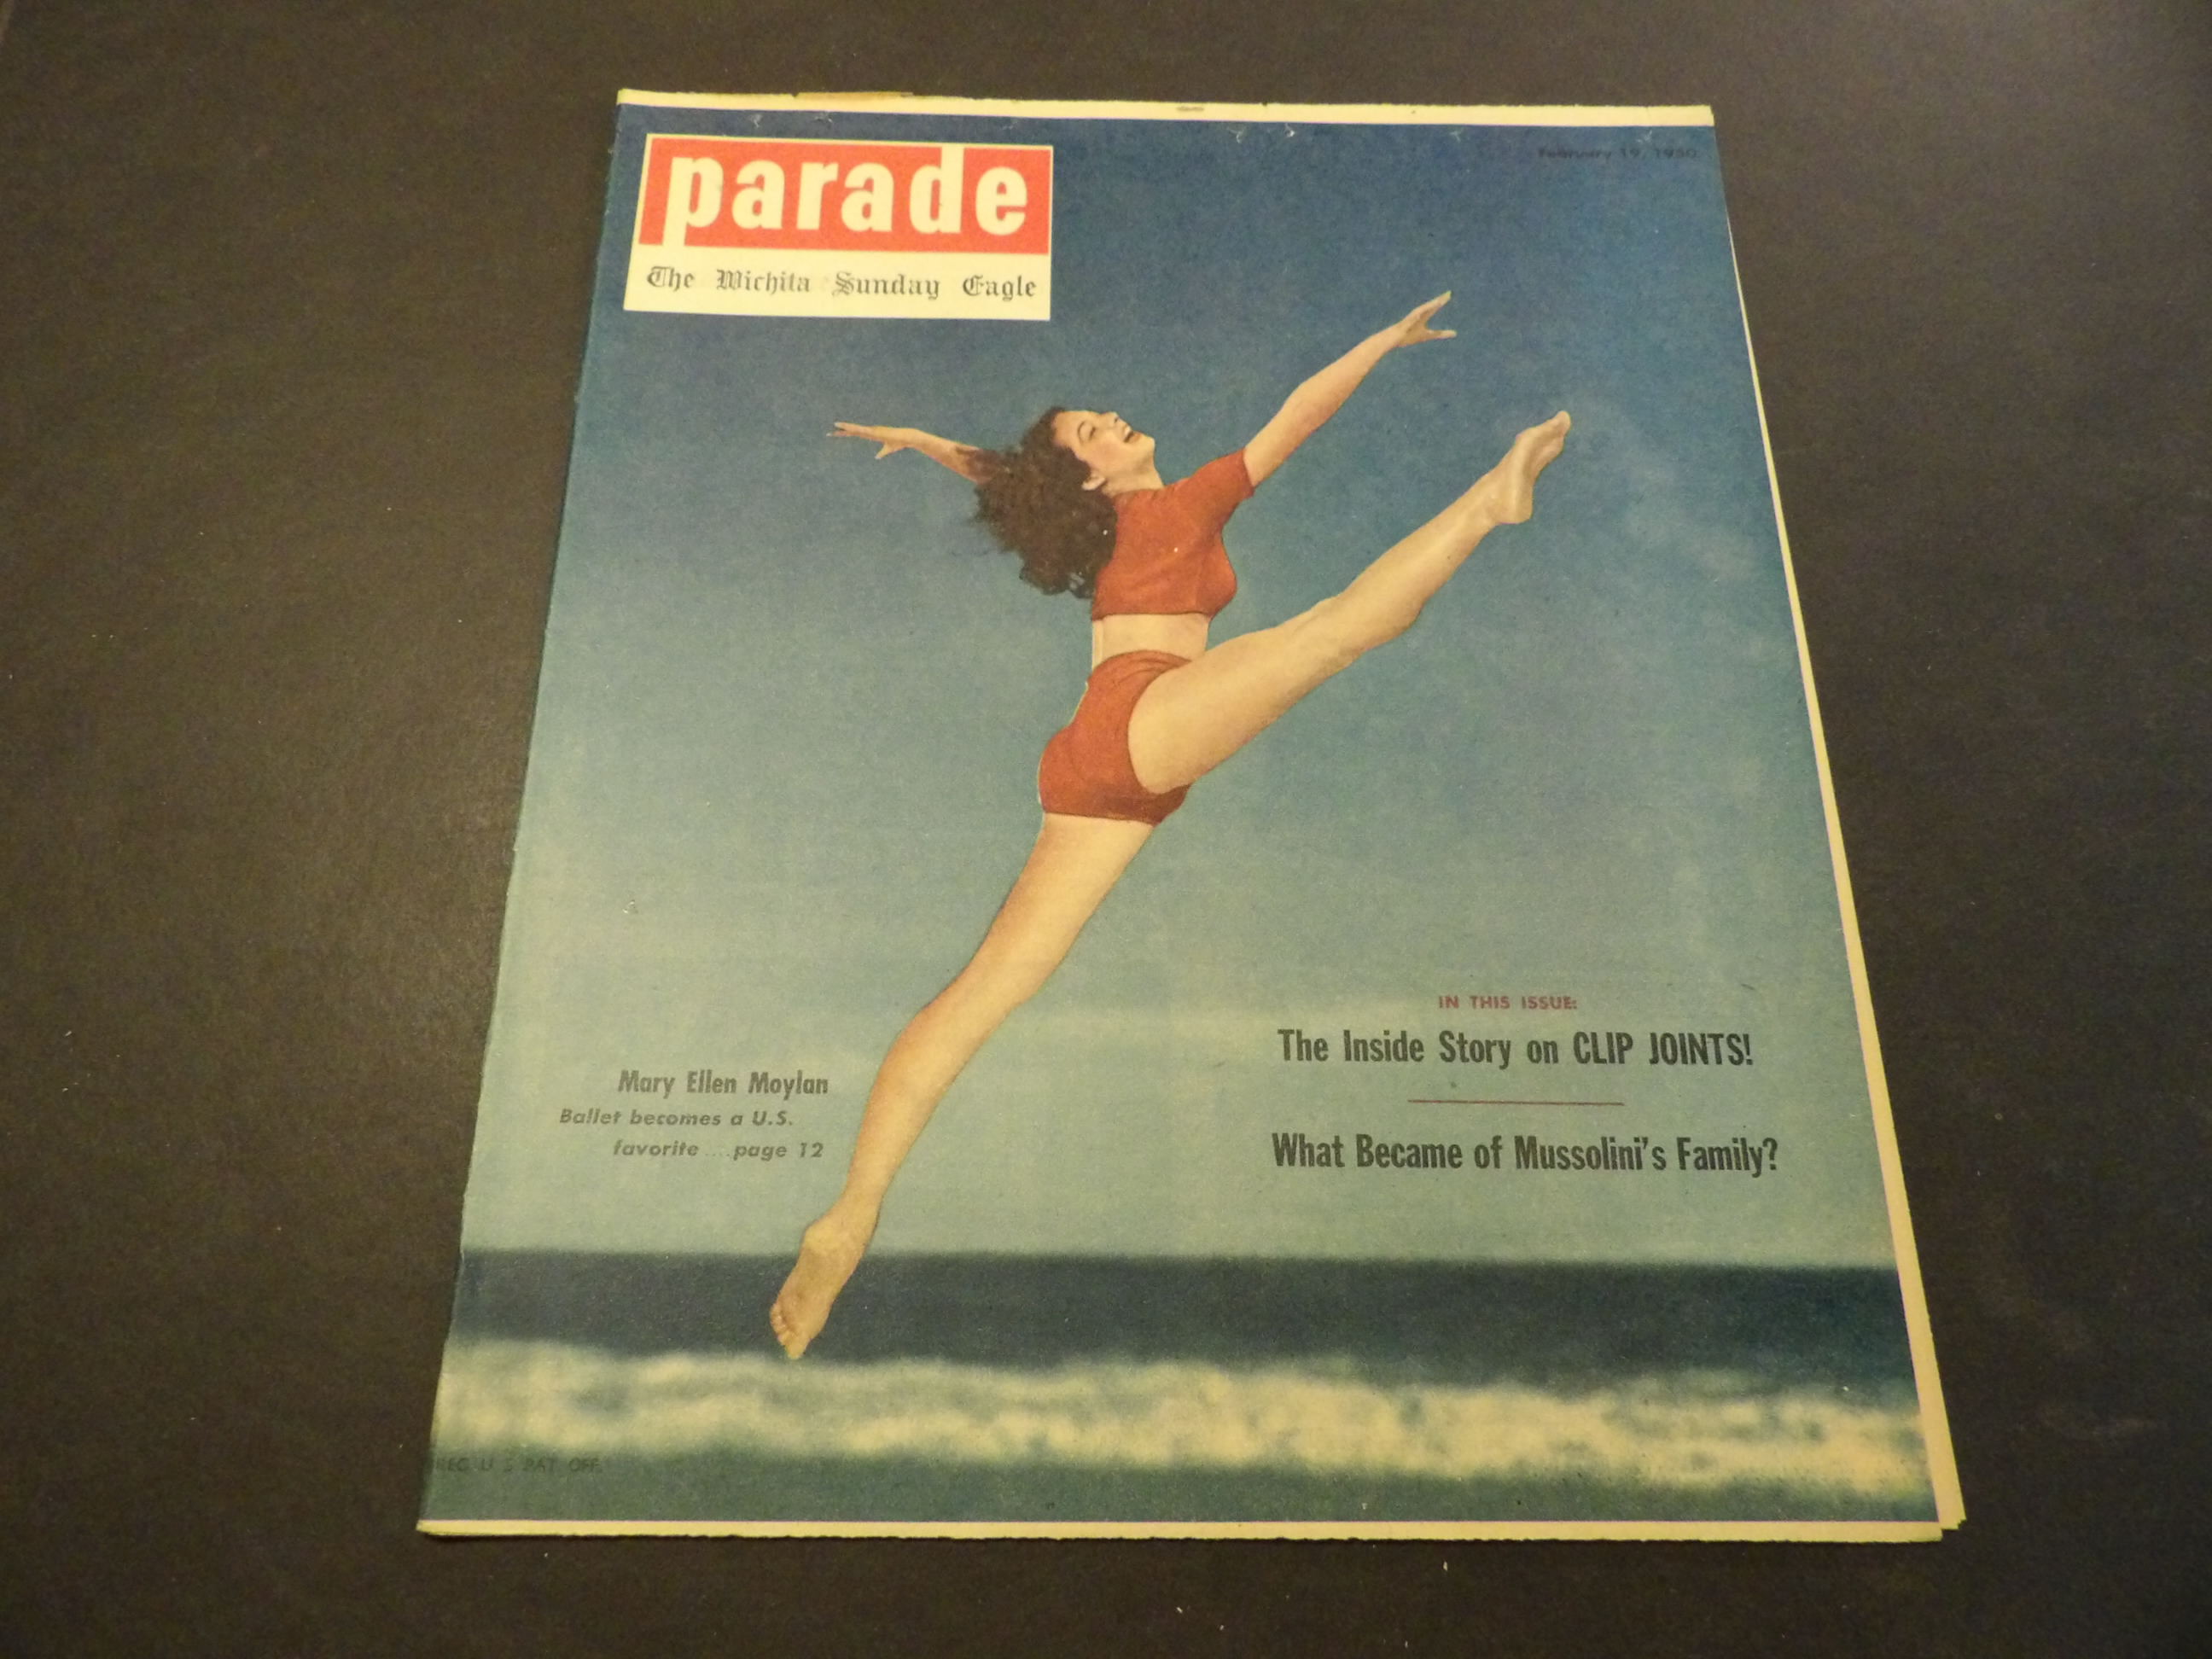 parade
The Wichita Sunday Eagle
February 19, 1950
Mary Ellen Moylan
Ballet becomes a U.S.
favorite ....page 12
IN THIS ISSUE:
The Inside Story on CLIP JOINTS!
What Became of Mussolini's Family?
REG. U. S. PAT. OFF.